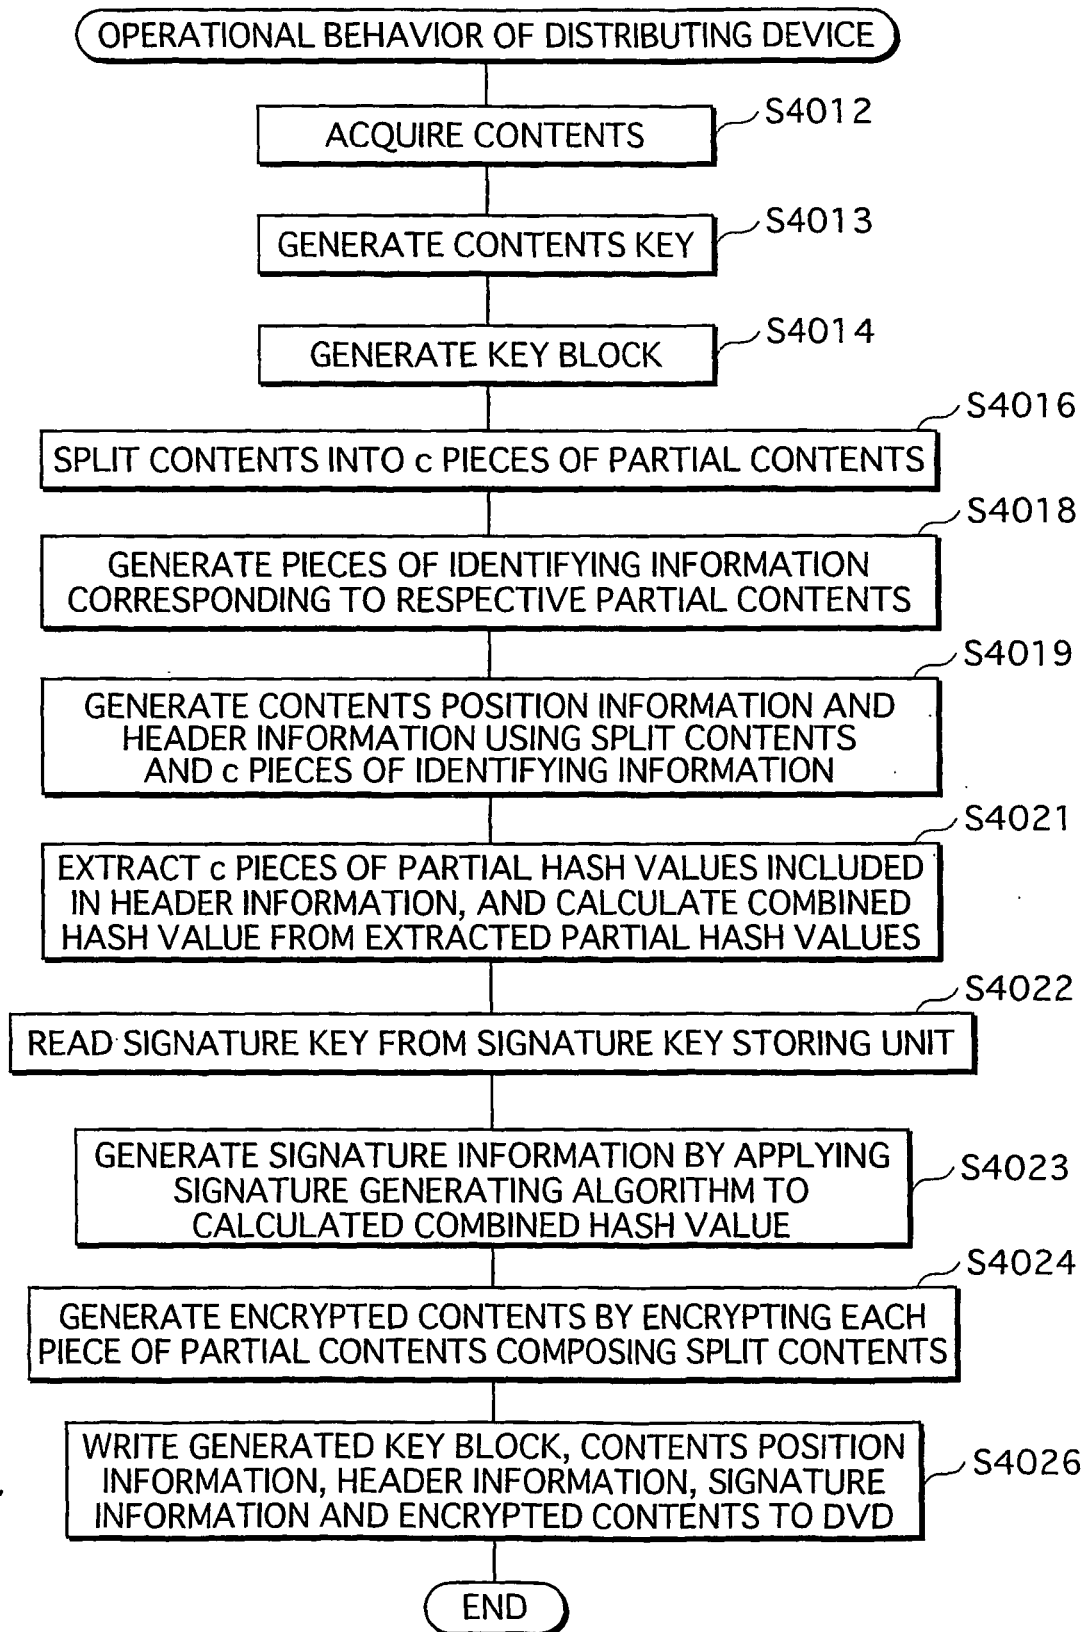 OPERATIONAL BEHAVIOR OF DISTRIBUTING DEVICE
ACQUIRE CONTENTS
S4012
GENERATE CONTENTS KEY
S4013
GENERATE KEY BLOCK
S4014
SPLIT CONTENTS INTO c PIECES OF PARTIAL CONTENTS
S4016
GENERATE PIECES OF IDENTIFYING INFORMATION
CORRESPONDING TO RESPECTIVE PARTIAL CONTENTS
S4018
GENERATE CONTENTS POSITION INFORMATION AND
HEADER INFORMATION USING SPLIT CONTENTS
AND c PIECES OF IDENTIFYING INFORMATION
S4019
EXTRACT c PIECES OF PARTIAL HASH VALUES INCLUDED
IN HEADER INFORMATION, AND CALCULATE COMBINED
HASH VALUE FROM EXTRACTED PARTIAL HASH VALUES
S4021
READ SIGNATURE KEY FROM SIGNATURE KEY STORING UNIT
S4022
GENERATE SIGNATURE INFORMATION BY APPLYING
SIGNATURE GENERATING ALGORITHM TO
CALCULATED COMBINED HASH VALUE
S4023
GENERATE ENCRYPTED CONTENTS BY ENCRYPTING EACH
PIECE OF PARTIAL CONTENTS COMPOSING SPLIT CONTENTS
S4024
WRITE GENERATED KEY BLOCK, CONTENTS POSITION
INFORMATION, HEADER INFORMATION, SIGNATURE
INFORMATION AND ENCRYPTED CONTENTS TO DVD
S4026
END